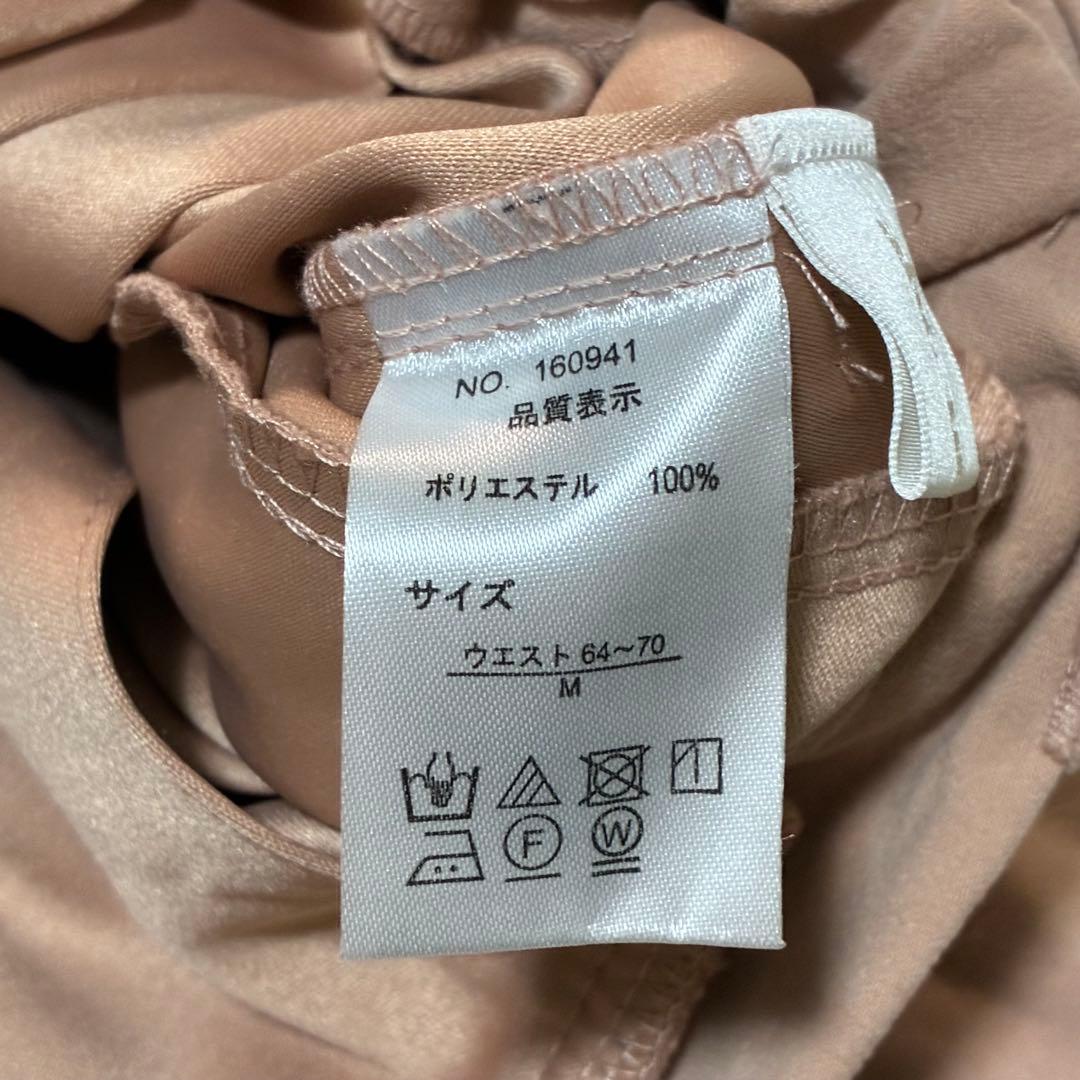 NO. 160941
品質表示
ポリエステル 100%
サイズ
ウエスト 64~70
M
F
W